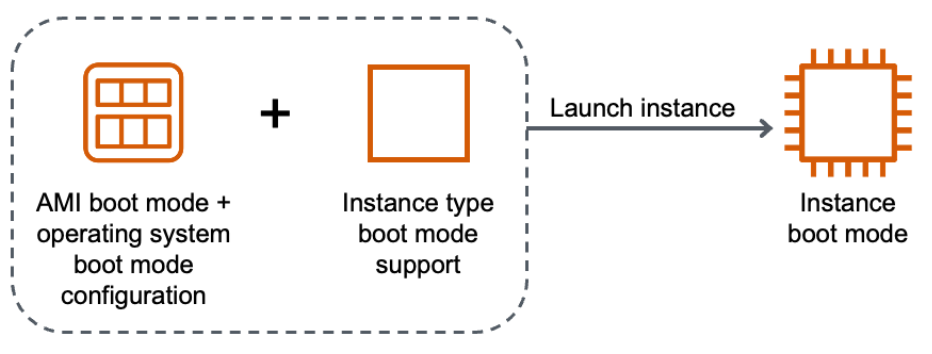 Launch instance
AMI boot mode +
operating system
boot mode
configuration
+
Instance type
boot mode
support
Instance
boot mode